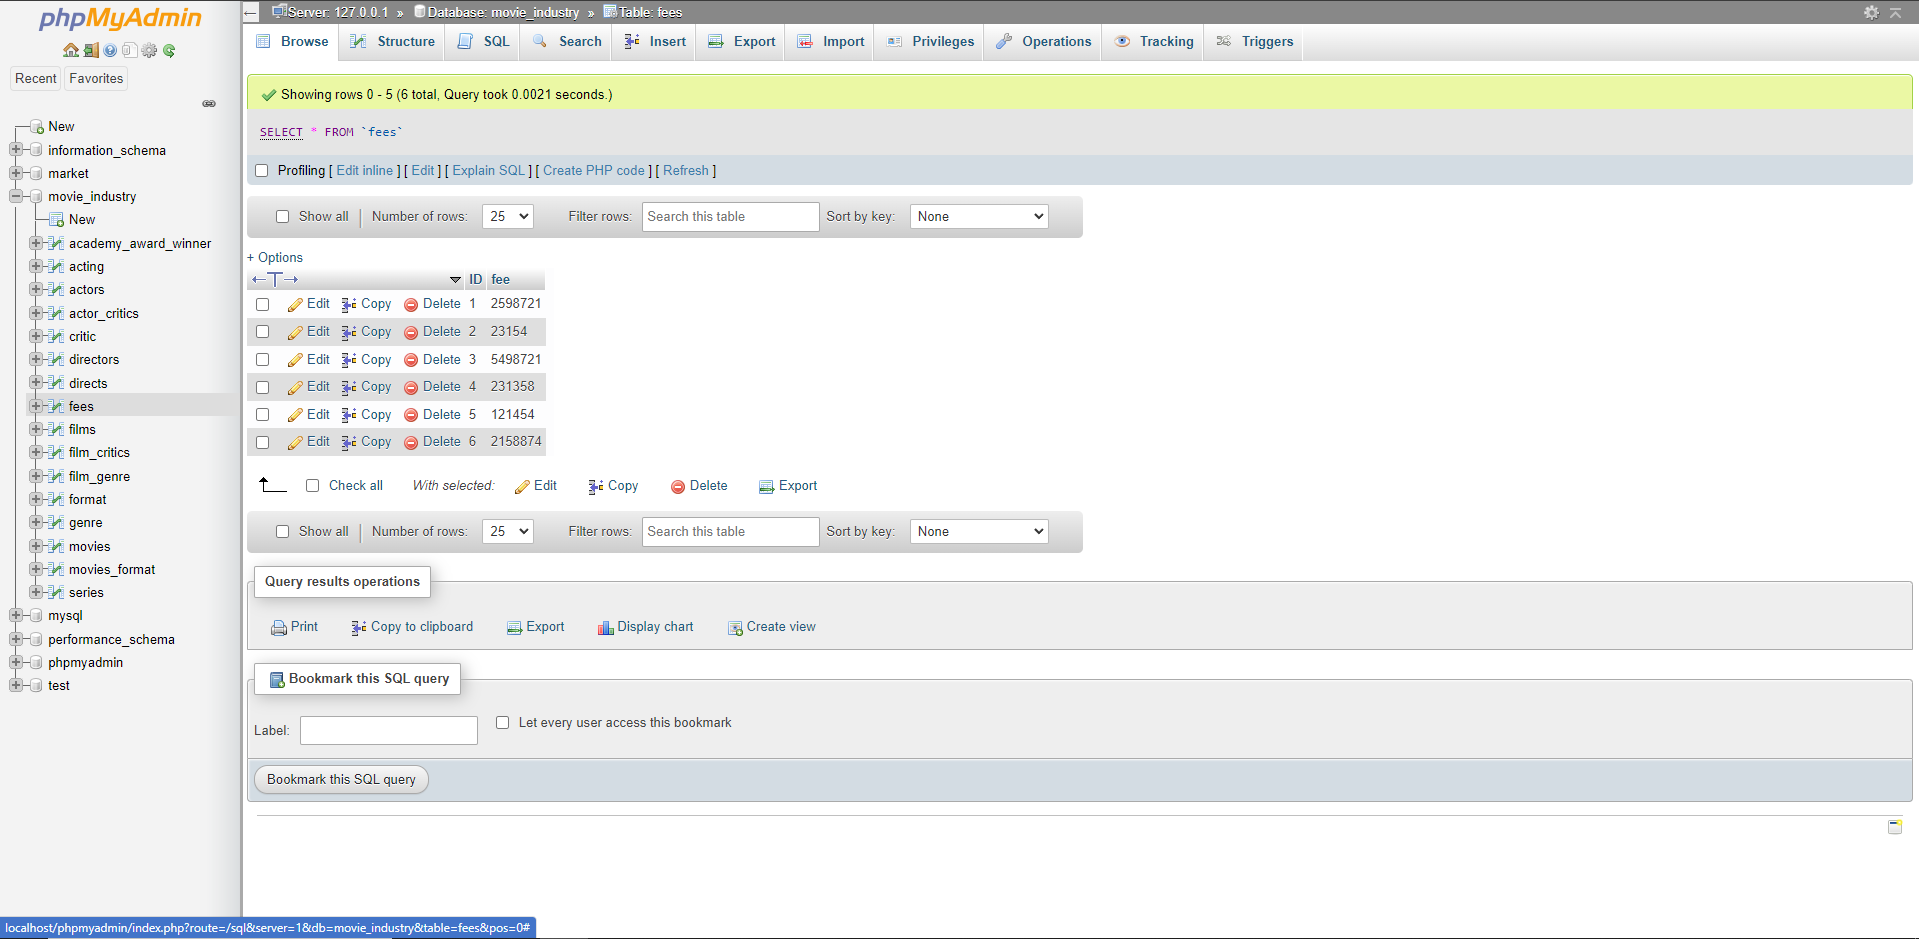 phpMyAdmin
Recent Favorites
New
information_schema
market
movie_industry
New
academy_award_winner
acting
actors
actor_critics
critic
directors
directs
fees
films
film_critics
film_genre
format
genre
movies
movies_format
series
mysql
performance_schema
phpmyadmin
test
Server: 127.0.0.1 » Database: movie_industry » Table: fees
Browse Structure SQL Search Insert Export Import Privileges Operations Tracking Triggers
Showing rows 0 - 5 (6 total, Query took 0.0021 seconds.)
SELECT * FROM `fees`
Profiling [ Edit inline ] [ Edit ] [ Explain SQL ] [ Create PHP code ] [ Refresh ]
Show all Number of rows: 25 Filter rows: Search this table Sort by key: None
+ Options
←T→ ID fee
Edit Copy Delete 1 2598721
Edit Copy Delete 2 23154
Edit Copy Delete 3 5498721
Edit Copy Delete 4 231358
Edit Copy Delete 5 121454
Edit Copy Delete 6 2158874
Check all With selected: Edit Copy Delete Export
Show all Number of rows: 25 Filter rows: Search this table Sort by key: None
Query results operations
Print Copy to clipboard Export Display chart Create view
Bookmark this SQL query
Label: Let every user access this bookmark
Bookmark this SQL query
localhost/phpmyadmin/index.php?route=/sql&server=1&db=movie_industry&table=fees&pos=0#